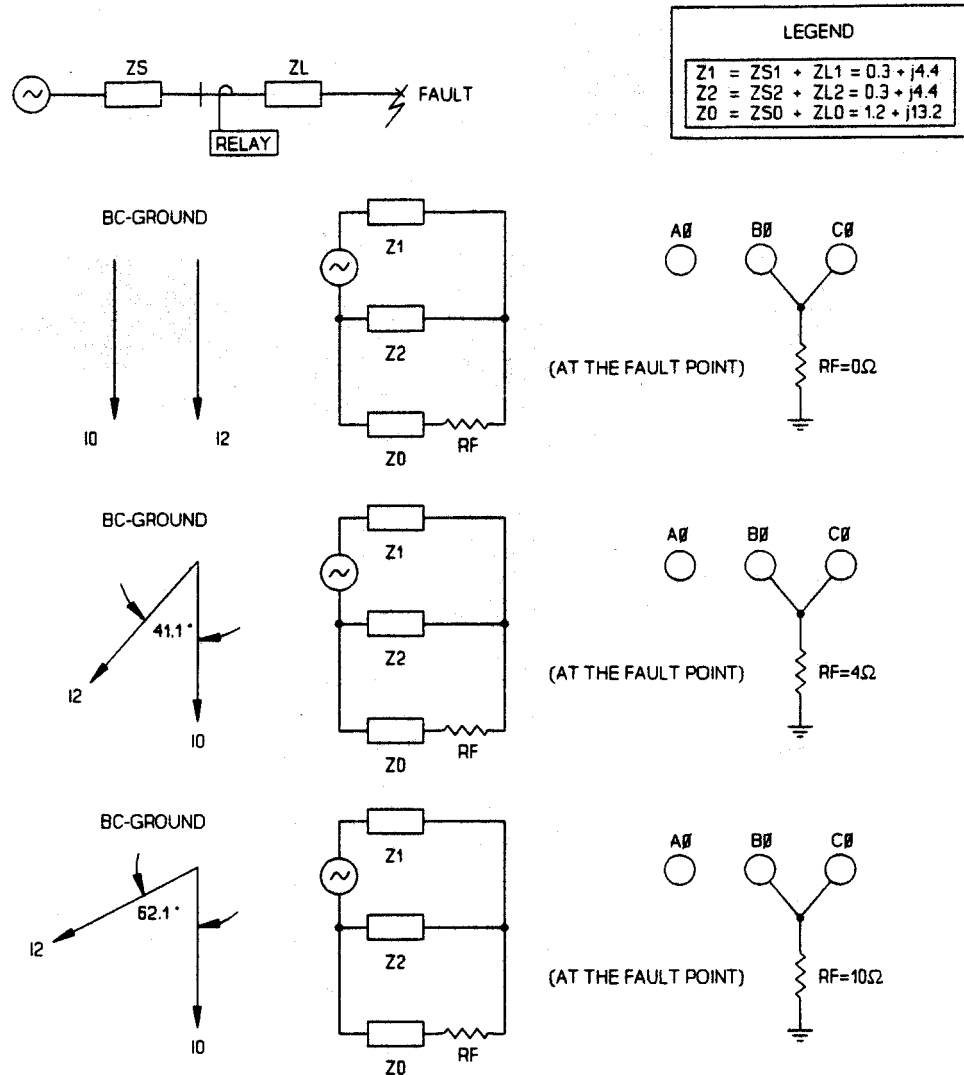 LEGEND
Z1 = ZS1 + ZL1 = 0.3 + j4.4
Z2 = ZS2 + ZL2 = 0.3 + j4.4
Z0 = ZS0 + ZL0 = 1.2 + j13.2
ZS
ZL
FAULT
RELAY
BC-GROUND
I0
I2
Z1
Z2
Z0
RF
(AT THE FAULT POINT)
AØ
BØ
CØ
RF=0Ω
BC-GROUND
41.1°
I2
I0
Z1
Z2
Z0
RF
(AT THE FAULT POINT)
AØ
BØ
CØ
RF=4Ω
BC-GROUND
62.1°
I2
I0
Z1
Z2
Z0
RF
(AT THE FAULT POINT)
AØ
BØ
CØ
RF=10Ω